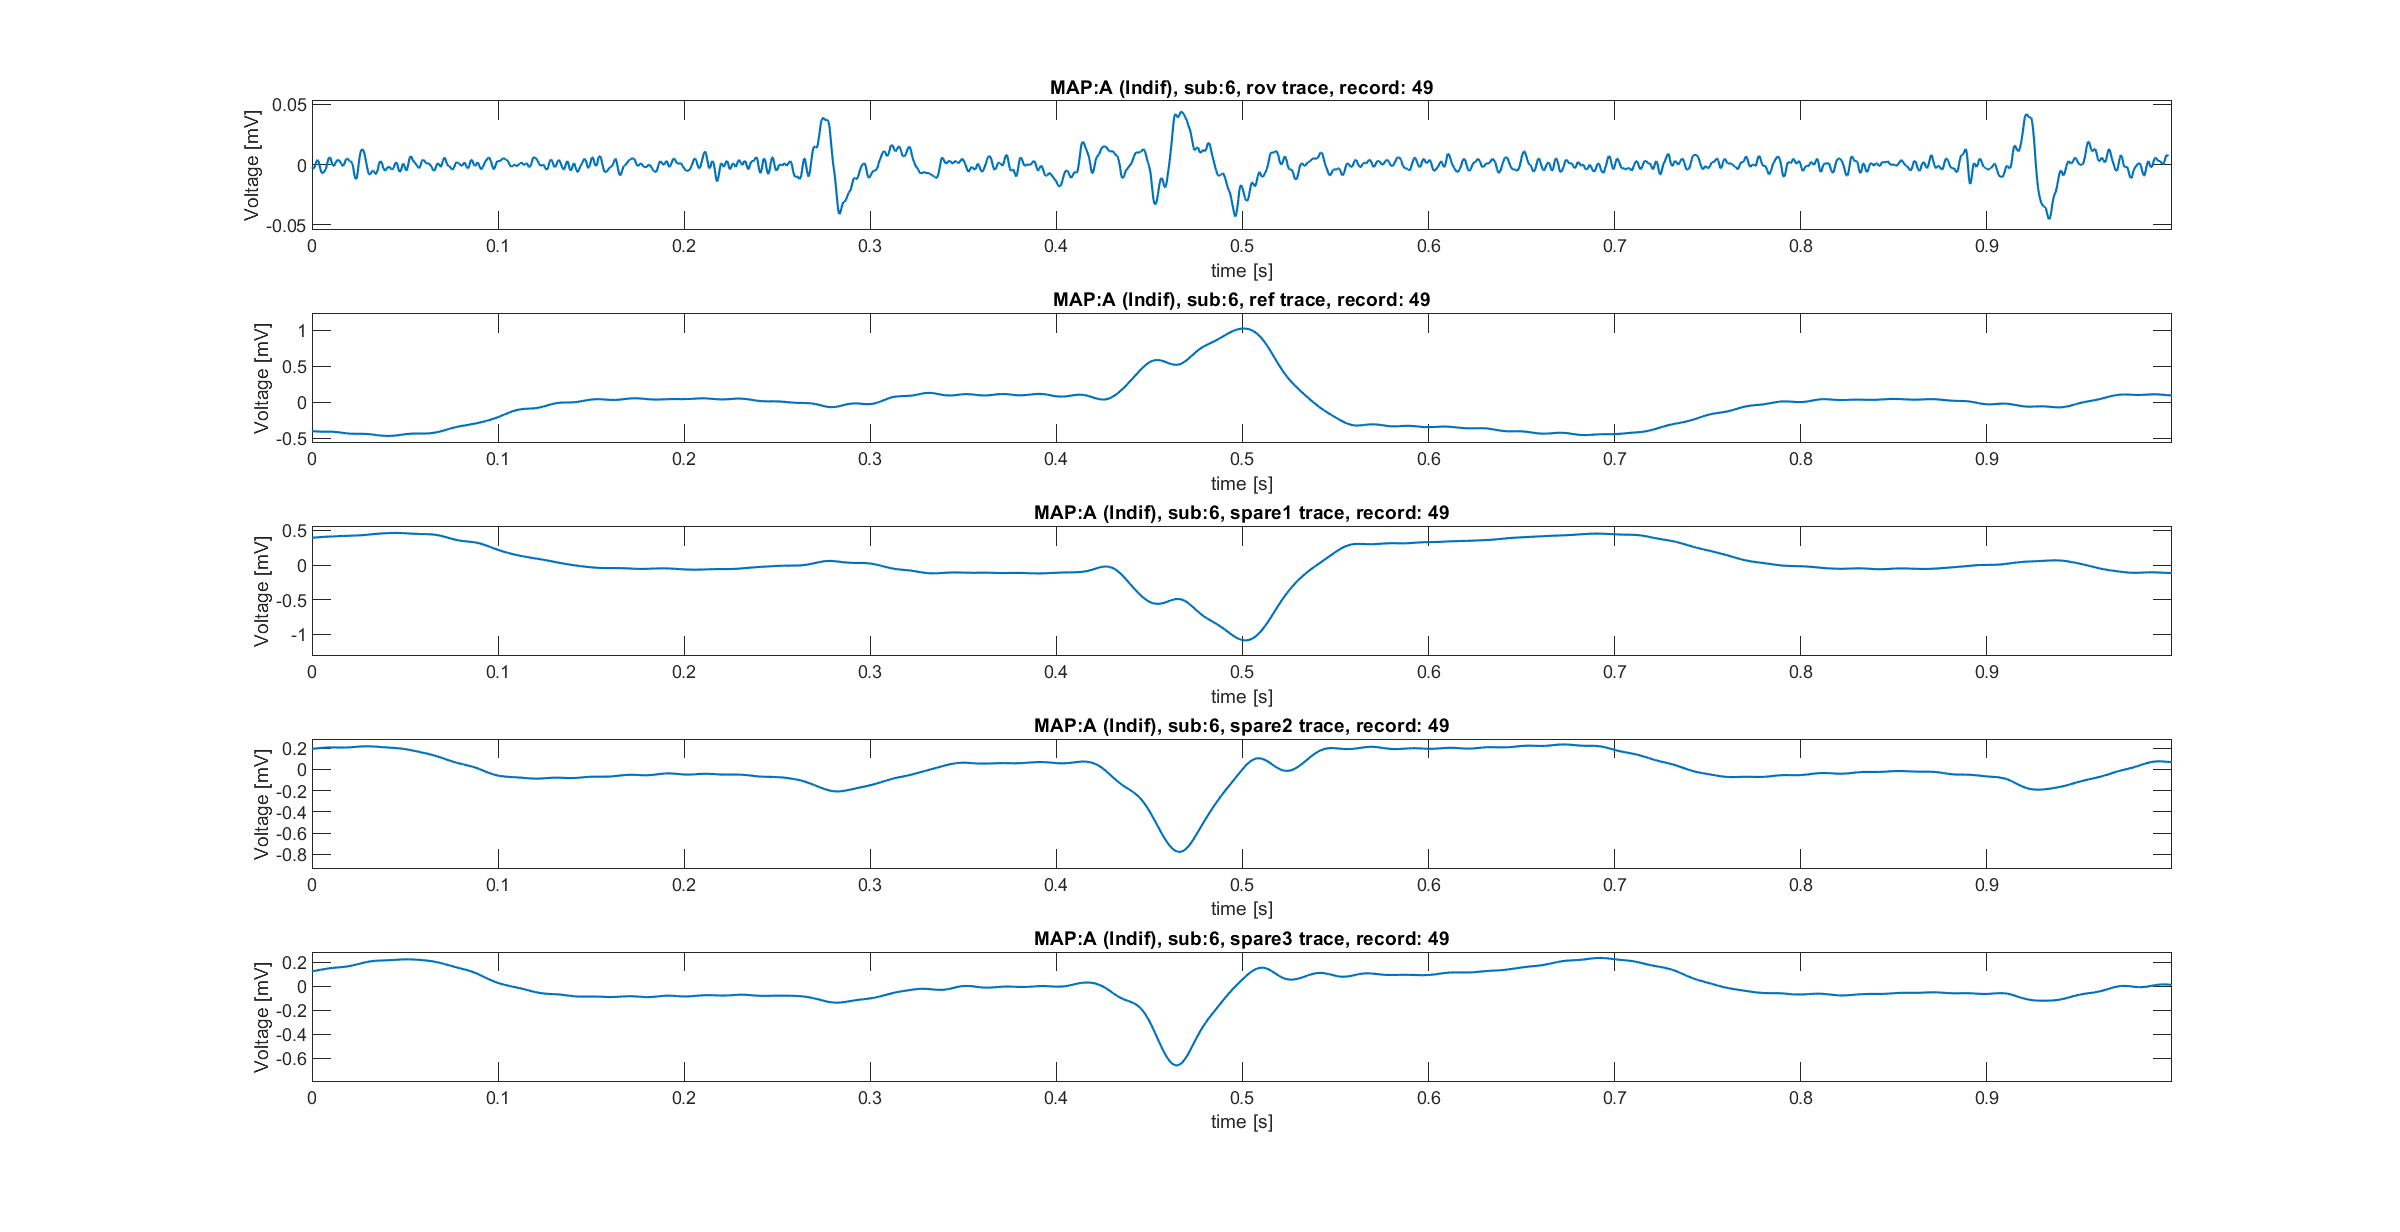 MAP:A (Indif), sub:6, rov trace, record: 49
Voltage [mV]
0.05
0
-0.05
0 0.1 0.2 0.3 0.4 0.5 0.6 0.7 0.8 0.9
time [s]
MAP:A (Indif), sub:6, ref trace, record: 49
Voltage [mV]
1
0.5
0
-0.5
0 0.1 0.2 0.3 0.4 0.5 0.6 0.7 0.8 0.9
time [s]
MAP:A (Indif), sub:6, spare1 trace, record: 49
Voltage [mV]
0.5
0
-0.5
-1
0 0.1 0.2 0.3 0.4 0.5 0.6 0.7 0.8 0.9
time [s]
MAP:A (Indif), sub:6, spare2 trace, record: 49
Voltage [mV]
0.2
0
-0.2
-0.4
-0.6
-0.8
0 0.1 0.2 0.3 0.4 0.5 0.6 0.7 0.8 0.9
time [s]
MAP:A (Indif), sub:6, spare3 trace, record: 49
Voltage [mV]
0.2
0
-0.2
-0.4
-0.6
0 0.1 0.2 0.3 0.4 0.5 0.6 0.7 0.8 0.9
time [s]